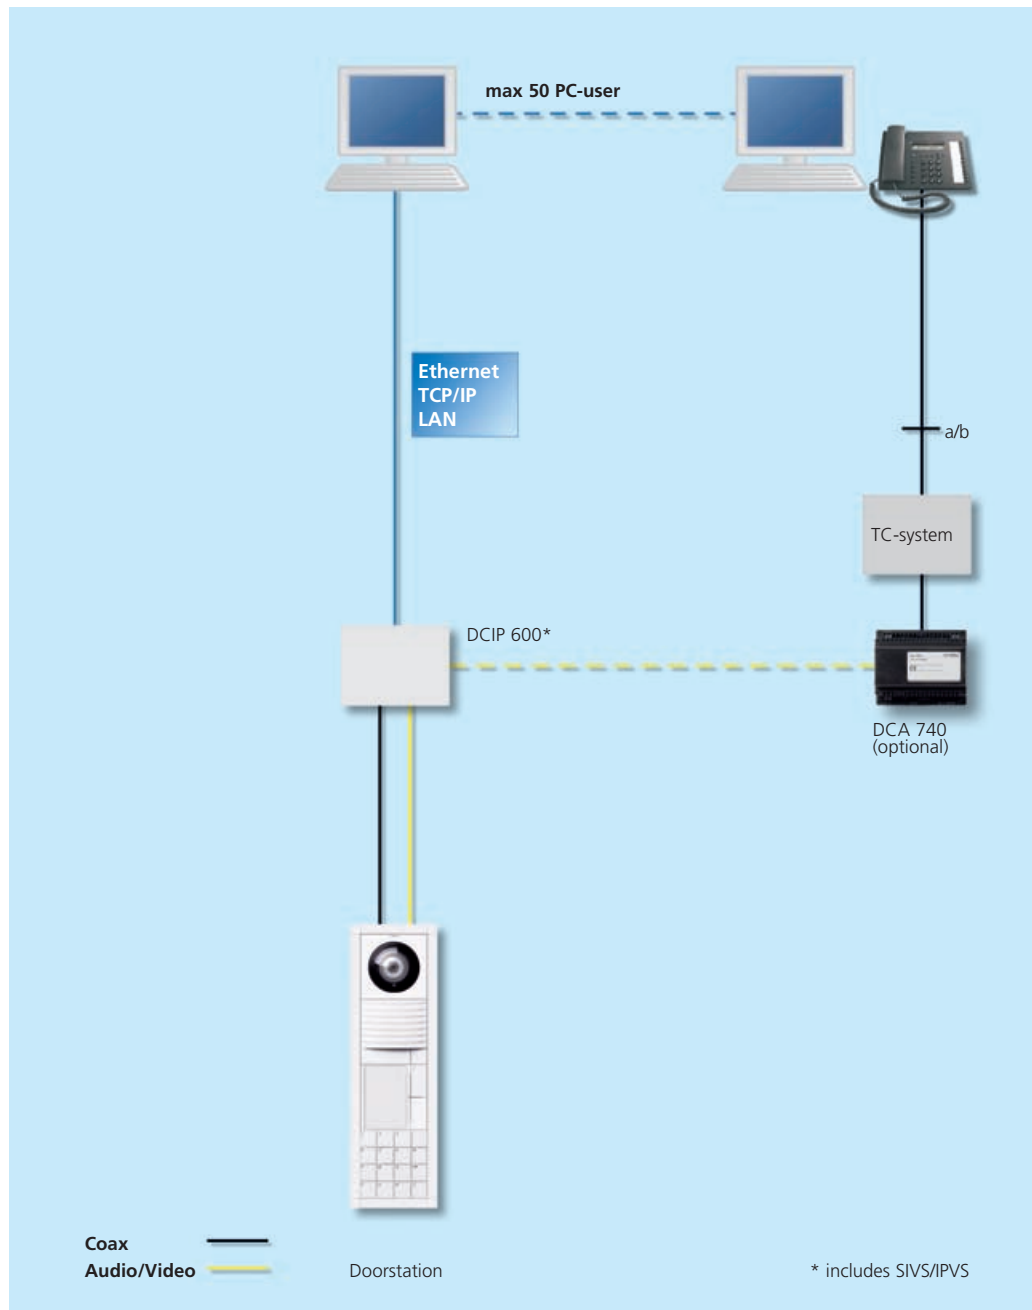 max 50 PC-user
Ethernet
TCP/IP
LAN
a/b
TC-system
DCIP 600*
DCA 740
(optional)
Coax
Audio/Video
Doorstation
* includes SIVS/IPVS